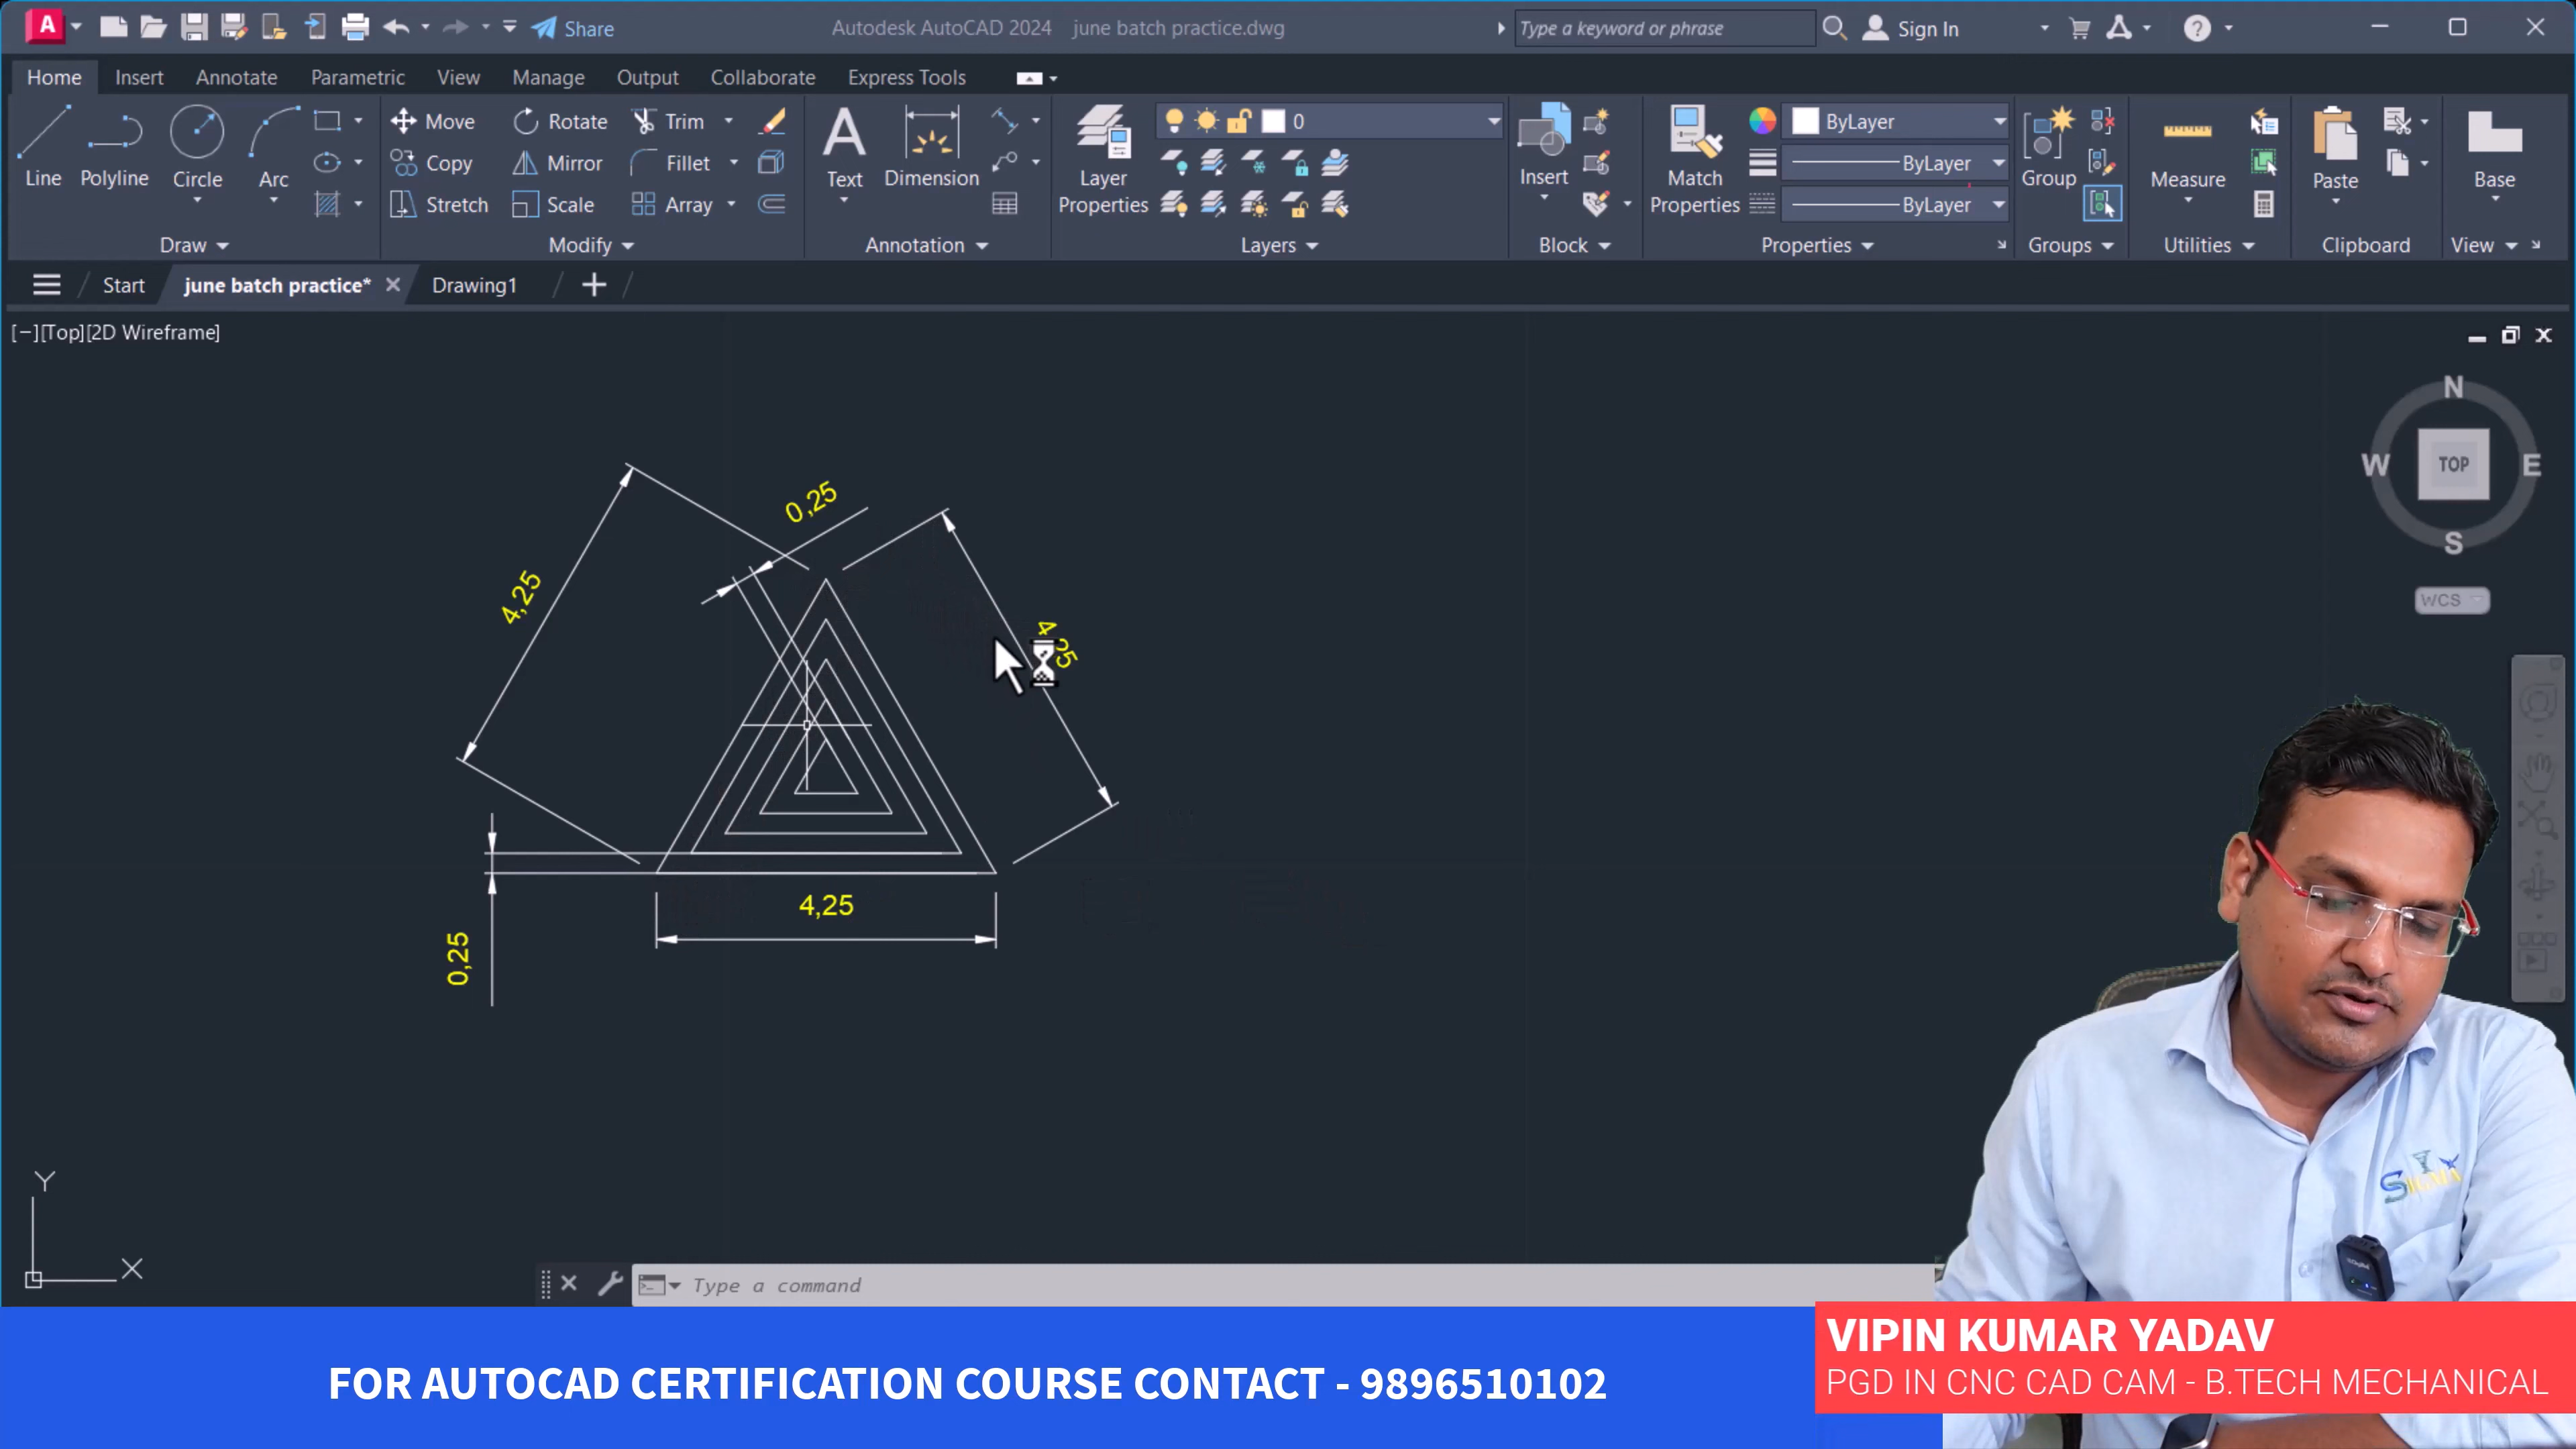 A Share Autodesk AutoCAD 2024 june batch practice.dwg Type a keyword or phrase Sign In ?
Home Insert Annotate Parametric View Manage Output Collaborate Express Tools
Line Polyline Circle Arc
Move Rotate Trim
Copy Mirror Fillet
Stretch Scale Array
A Text Dimension
Layer Properties
0
Insert
Match Properties
ByLayer
ByLayer
ByLayer
Group Measure Paste Base
Draw Modify Annotation Layers Block Properties Groups Utilities Clipboard View
Start june batch practice* Drawing1
[−][Top][2D Wireframe]
N
W TOP E
S
WCS
0,25
4,25
4,25
4,25
0,25
Y
X
Type a command
SIGMA
VIPIN KUMAR YADAV
PGD IN CNC CAD CAM - B.TECH MECHANICAL
FOR AUTOCAD CERTIFICATION COURSE CONTACT - 9896510102